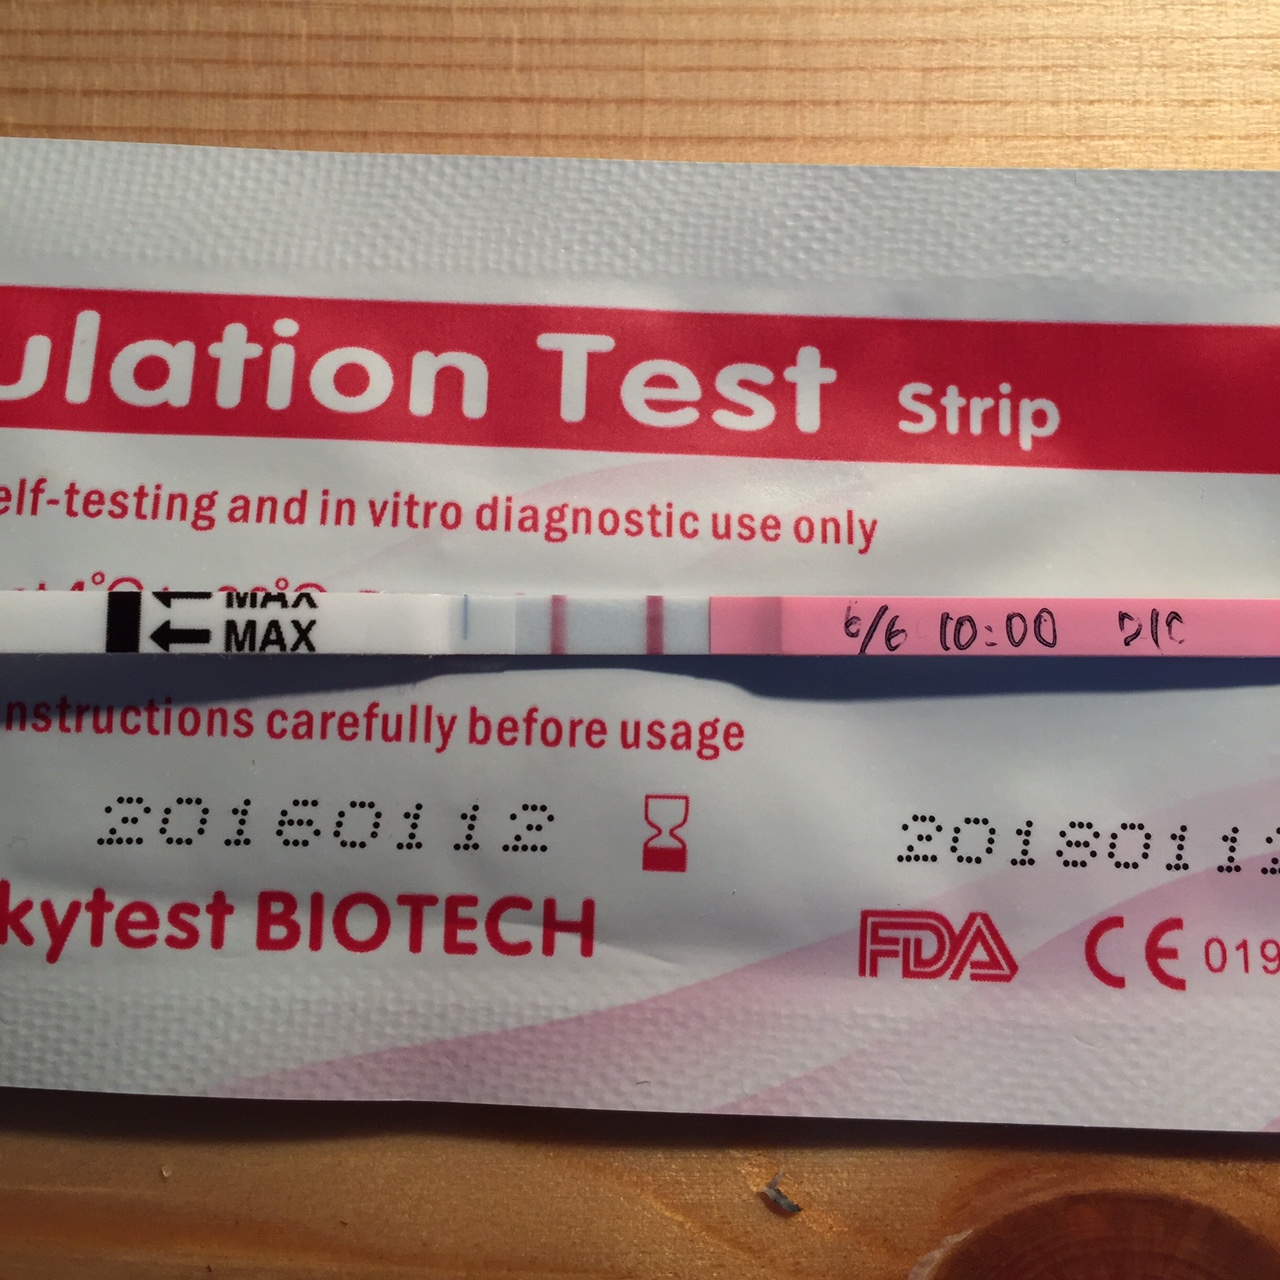 ulation Test Strip
elf-testing and in vitro diagnostic use only
MAX
MAX
6/6 10:00
nstructions carefully before usage
20160112 2018011
kytest BIOTECH
FDA CE 019